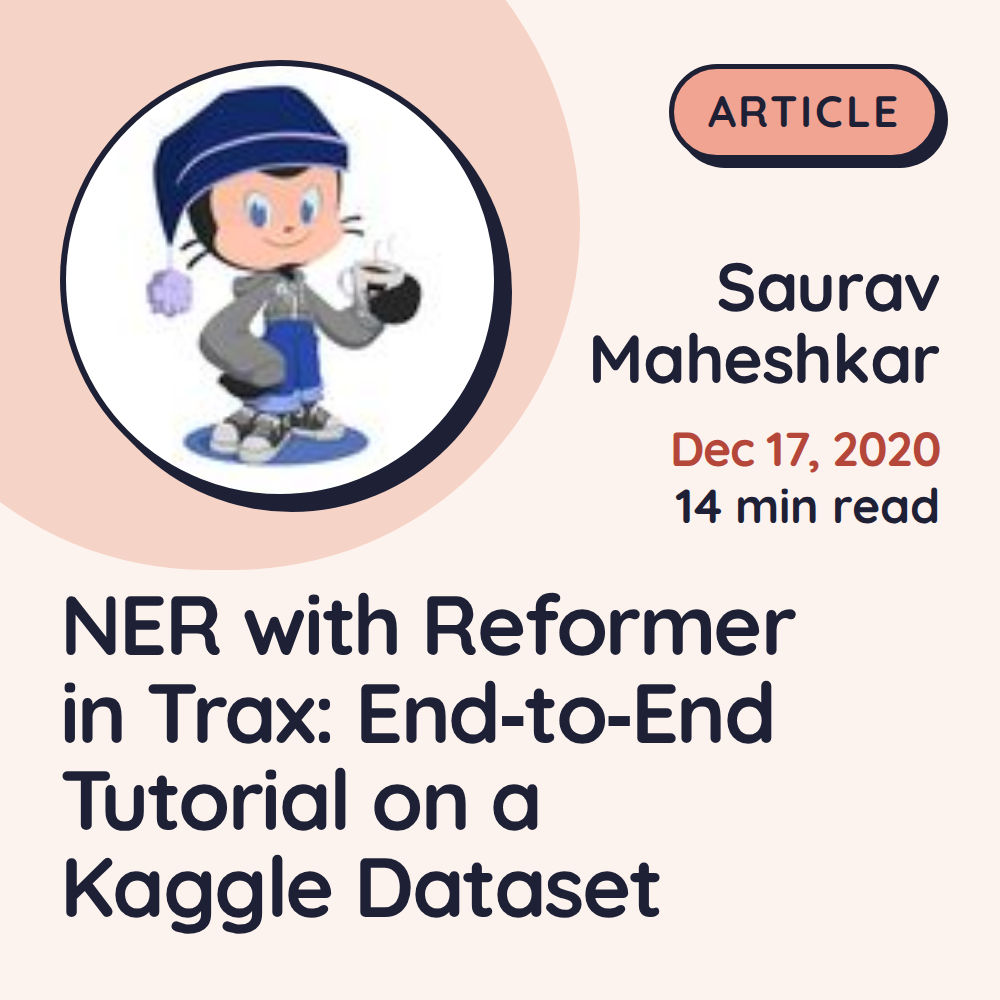 ARTICLE
Saurav
Maheshkar
Dec 17, 2020
14 min read
NER with Reformer
in Trax: End-to-End
Tutorial on a
Kaggle Dataset